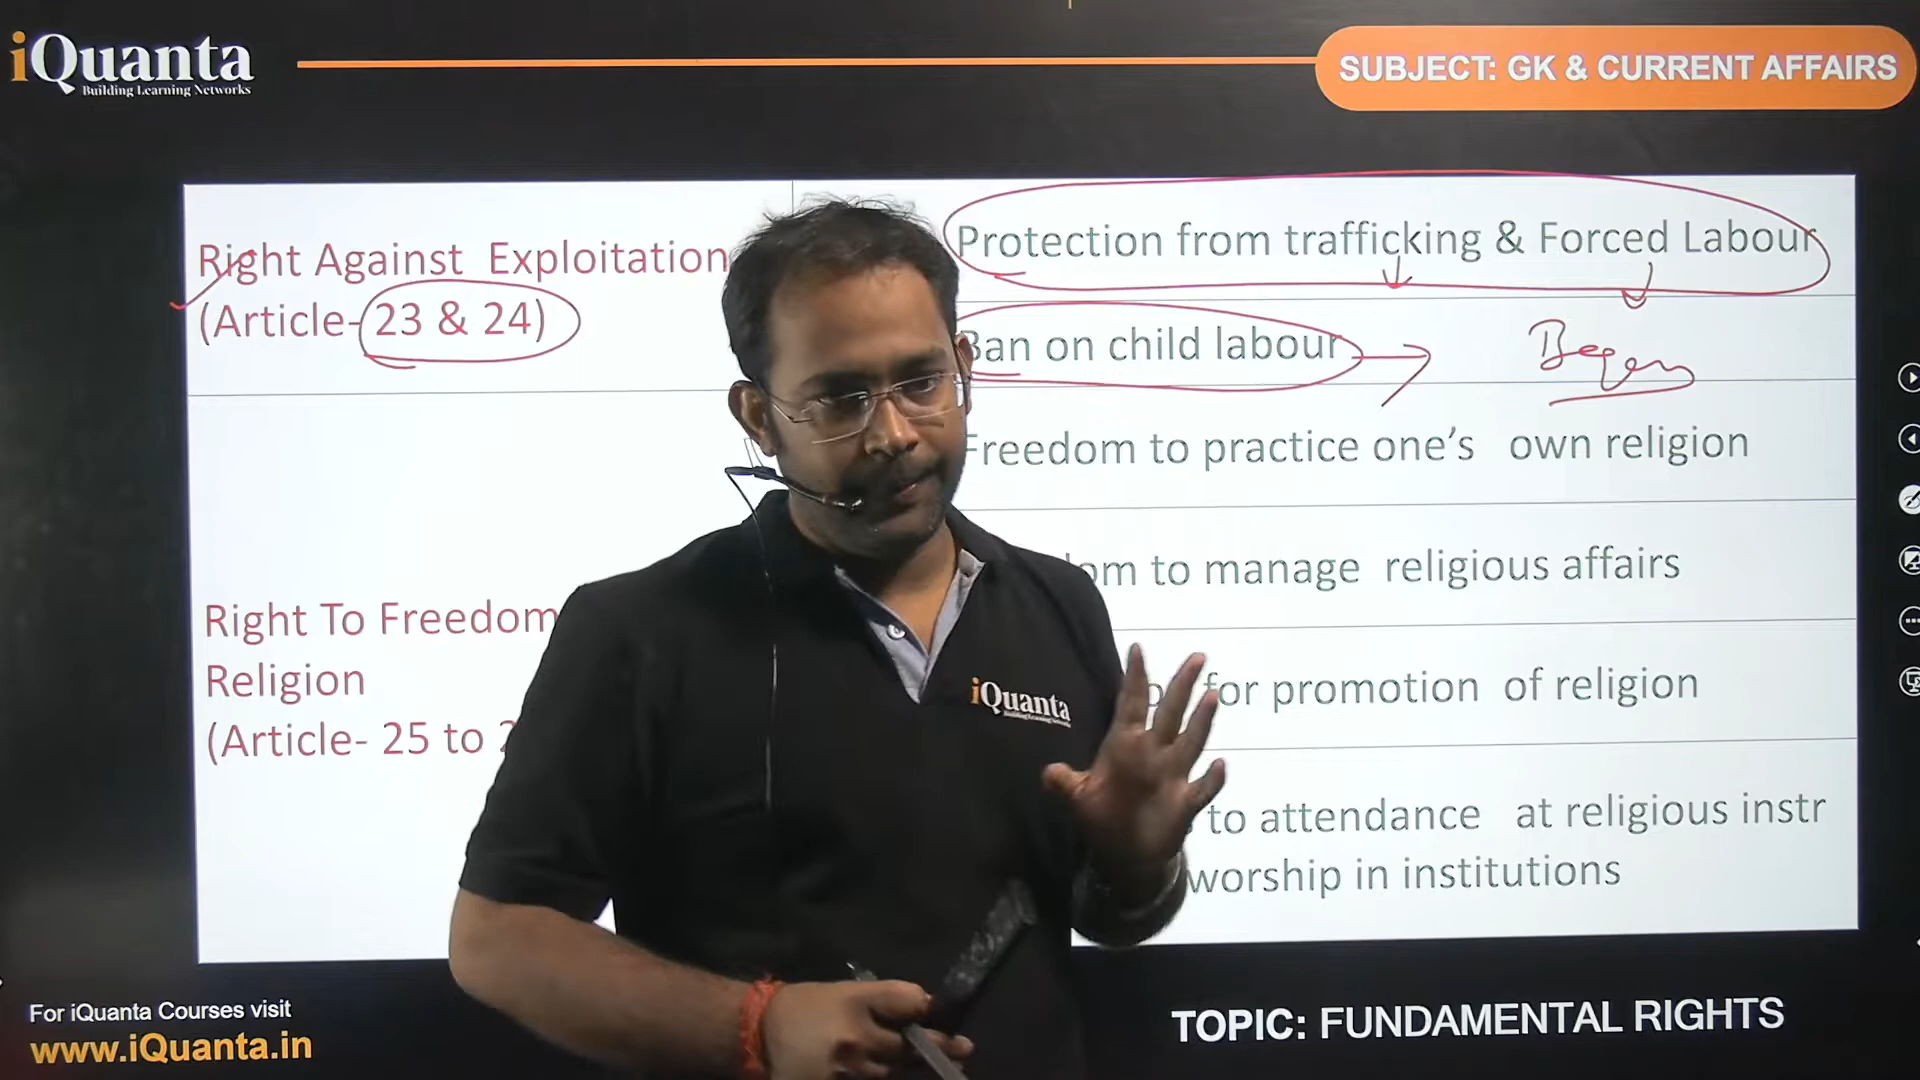 iQuanta
Building Learning Networks
SUBJECT: GK & CURRENT AFFAIRS
Right Against Exploitation
(Article- 23 & 24)
Protection from trafficking & Forced Labour
Ban on child labour
Freedom to practice one’s own religion
to manage religious affairs
Right To Freedom
Religion
(Article- 25 to
for promotion of religion
to attendance at religious instr
worship in institutions
iQuanta
Building Learning Networks
For iQuanta Courses visit
www.iQuanta.in
TOPIC: FUNDAMENTAL RIGHTS